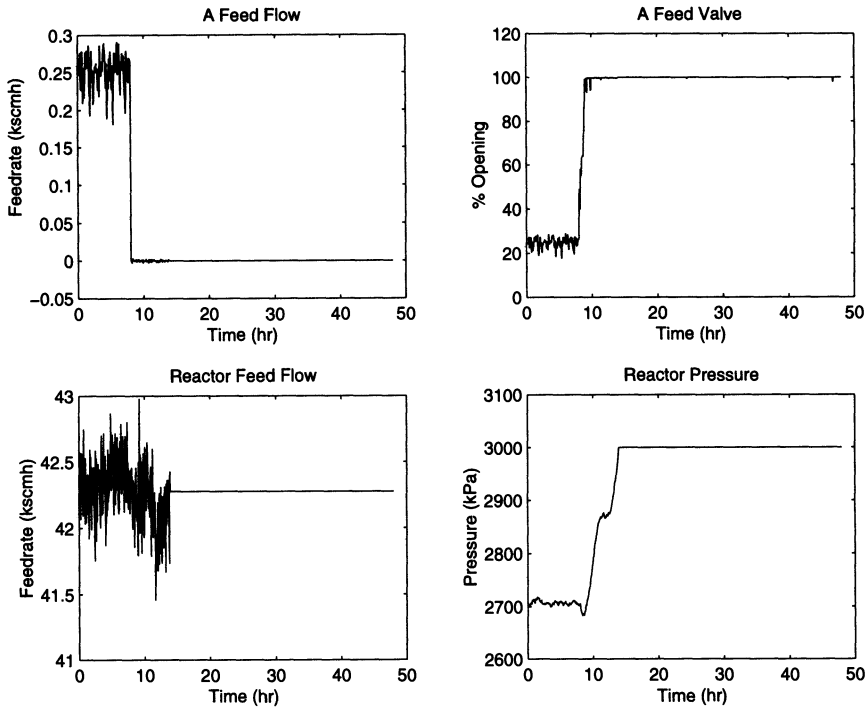 A Feed Flow
Feedrate (kscmh)
0.3
0.25
0.2
0.15
0.1
0.05
0
−0.05
0 10 20 30 40 50
Time (hr)
A Feed Valve
% Opening
120
100
80
60
40
20
0
0 10 20 30 40 50
Time (hr)
Reactor Feed Flow
Feedrate (kscmh)
43
42.5
42
41.5
41
0 10 20 30 40 50
Time (hr)
Reactor Pressure
Pressure (kPa)
3100
3000
2900
2800
2700
2600
0 10 20 30 40 50
Time (hr)